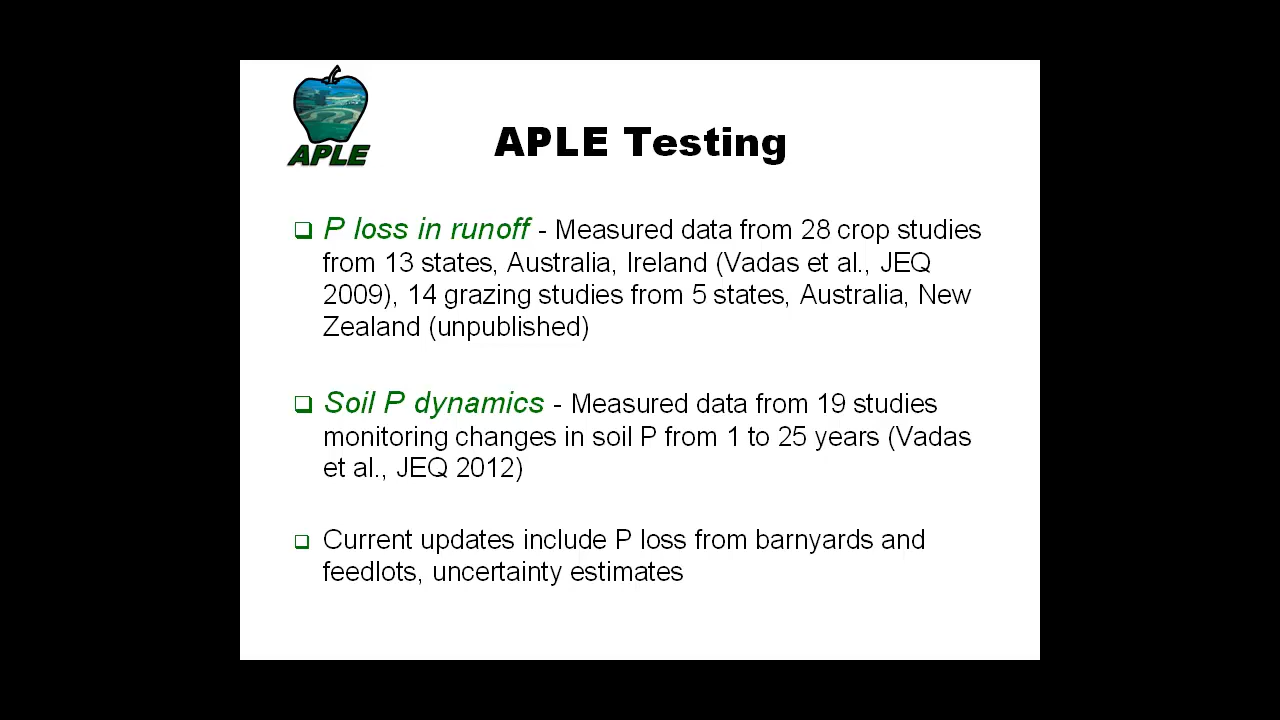 APLE
APLE Testing
P loss in runoff - Measured data from 28 crop studies
from 13 states, Australia, Ireland (Vadas et al., JEQ
2009), 14 grazing studies from 5 states, Australia, New
Zealand (unpublished)
Soil P dynamics - Measured data from 19 studies
monitoring changes in soil P from 1 to 25 years (Vadas
et al., JEQ 2012)
Current updates include P loss from barnyards and
feedlots, uncertainty estimates